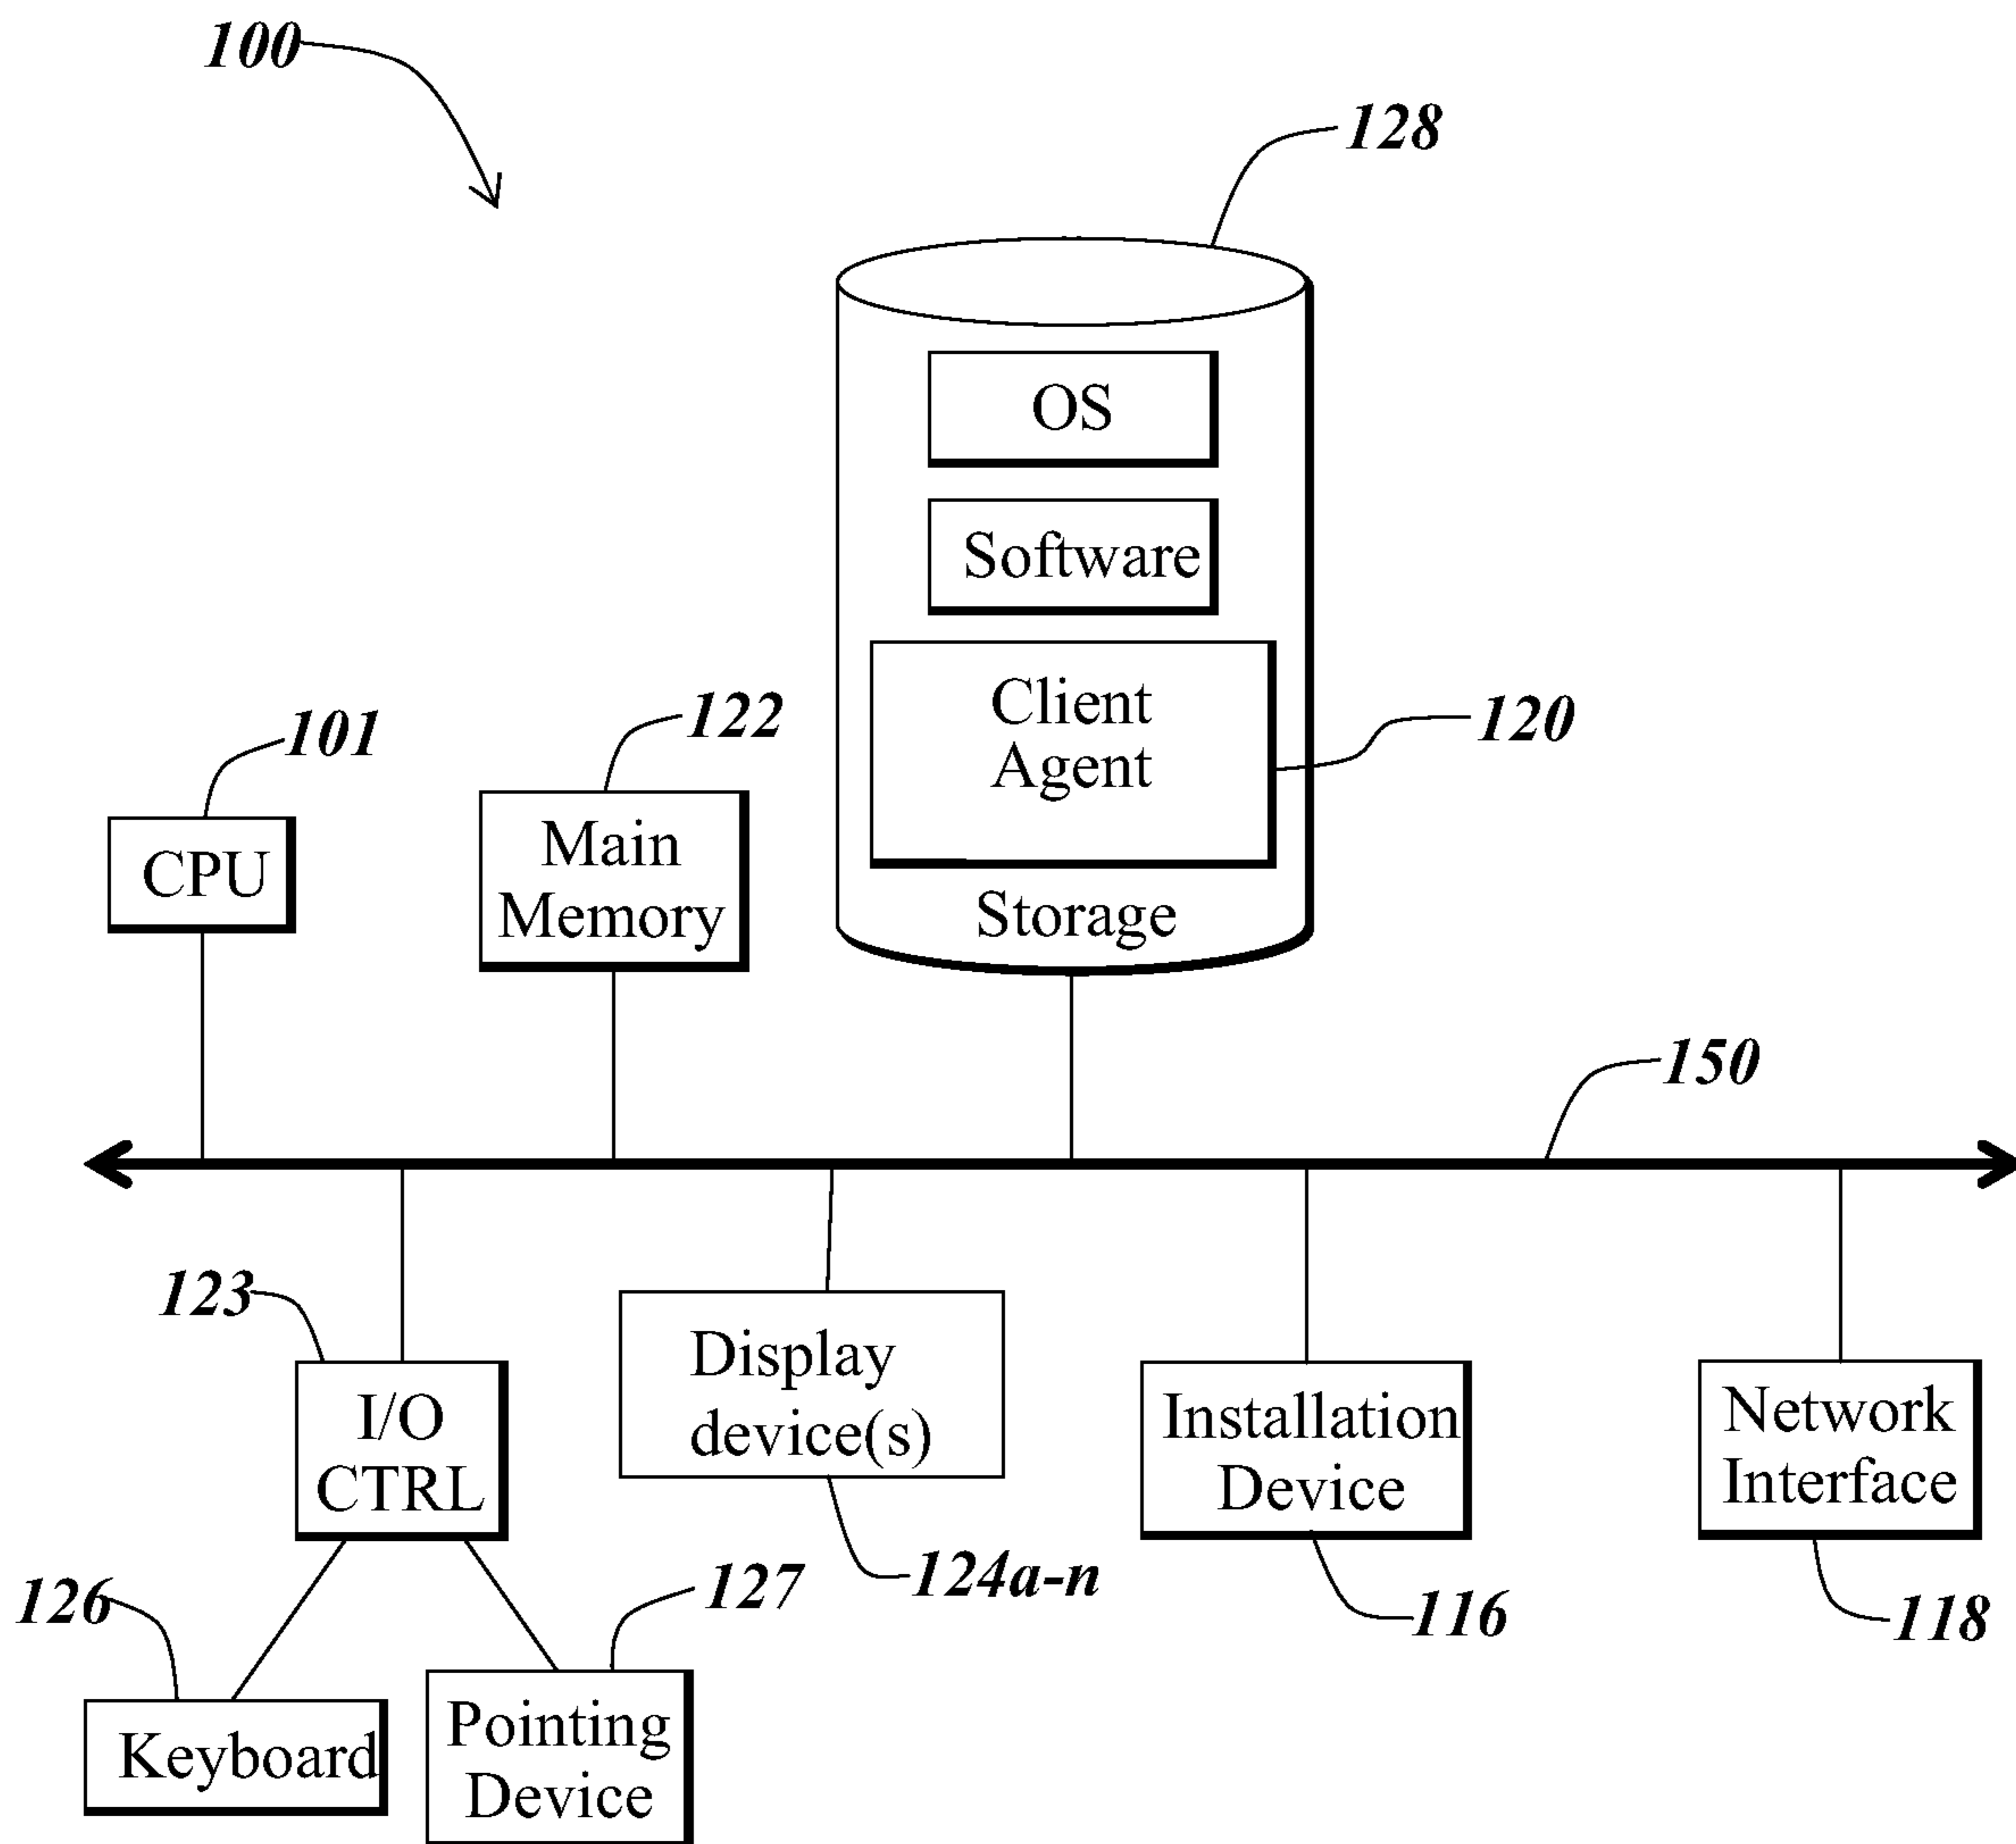 100
128
OS
Software
Client
Agent
120
Storage
101
CPU
122
Main
Memory
150
123
I/O
CTRL
Display
device(s)
124a-n
Installation
Device
116
Network
Interface
118
126
Keyboard
127
Pointing
Device